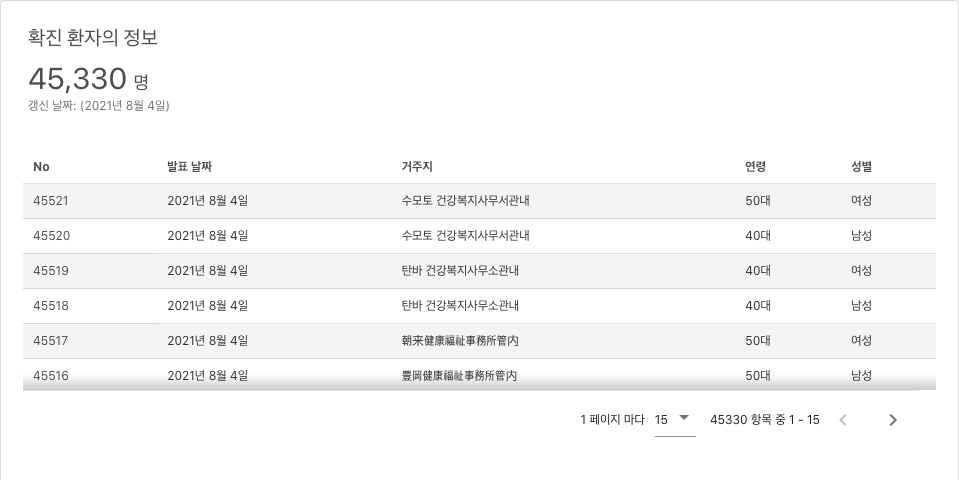 확진 환자의 정보
45,330 명
갱신 날짜: (2021년 8월 4일)
No 발표 날짜 거주지 연령 성별
45521 2021년 8월 4일 수모토 건강복지사무서관내 50대 여성
45520 2021년 8월 4일 수모토 건강복지사무서관내 40대 남성
45519 2021년 8월 4일 탄바 건강복지사무소관내 40대 여성
45518 2021년 8월 4일 탄바 건강복지사무소관내 40대 남성
45517 2021년 8월 4일 朝来健康福祉事務所管内 50대 여성
45516 2021년 8월 4일 豊岡健康福祉事務所管内 50대 남성
1 페이지 마다 15 45330 항목 중 1 - 15